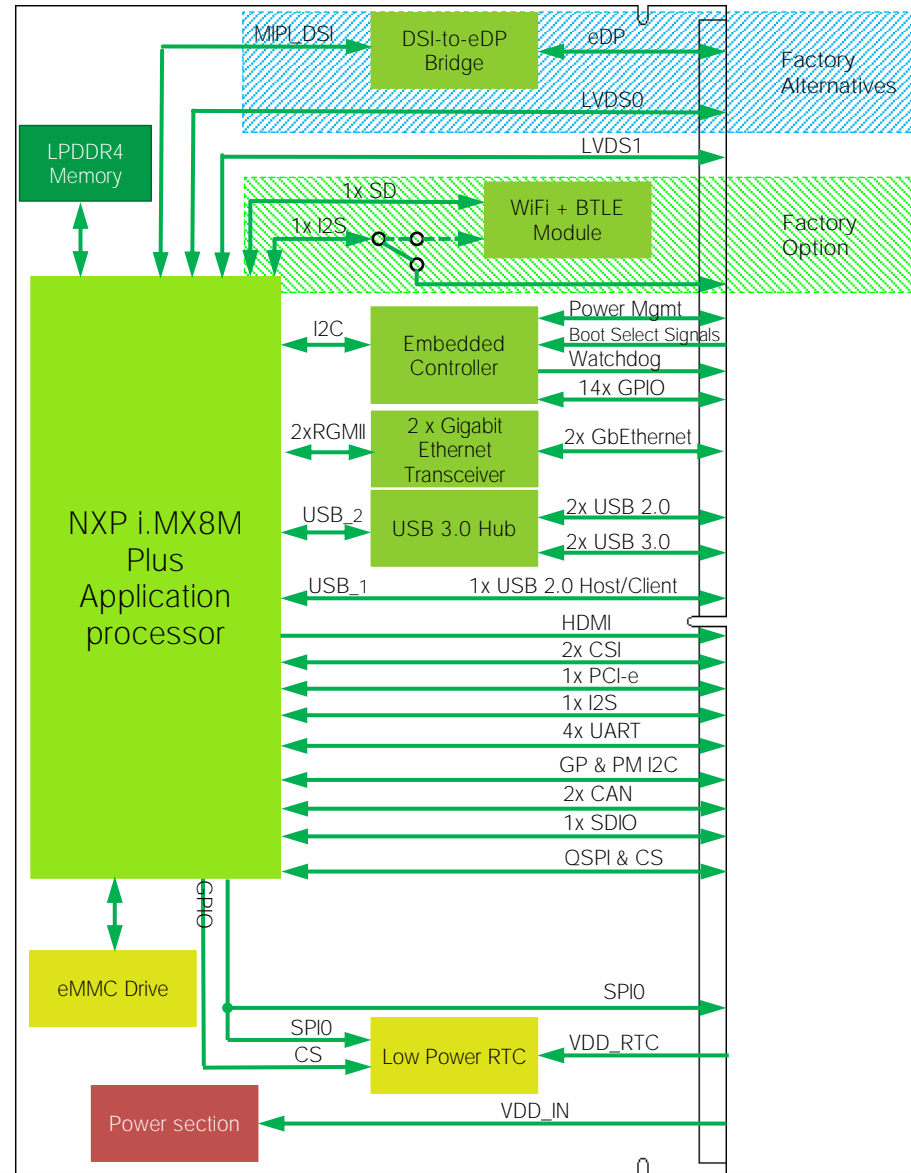 MIPI_DSI
DSI-to-eDP
Bridge
eDP
Factory
Alternatives
LVDS0
LPDDR4
Memory
LVDS1
1x SD
WiFi + BTLE
Module
1x I2S
Factory
Option
NXP i.MX8M
Plus
Application
processor
I2C
Embedded
Controller
Power Mgmt
Boot Select Signals
Watchdog
14x GPIO
2xRGMII
2 x Gigabit
Ethernet
Transceiver
2x GbEthernet
USB_2
USB 3.0 Hub
2x USB 2.0
2x USB 3.0
USB_1
1x USB 2.0 Host/Client
HDMI
2x CSI
1x PCI-e
1x I2S
4x UART
GP & PM I2C
2x CAN
1x SDIO
QSPI & CS
GPIO
eMMC Drive
SPI0
SPI0
CS
Low Power RTC
VDD_RTC
Power section
VDD_IN